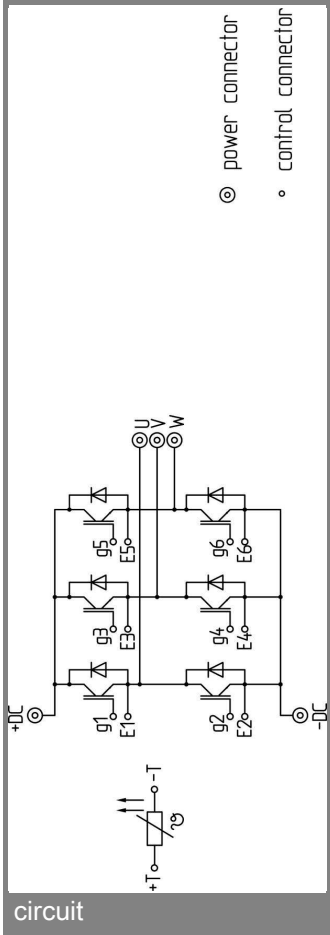 ◎ power connector
∘ control connector
+DC
g1
E1
g3
E3
g5
E5
U
V
W
g2
E2
g4
E4
g6
E6
-DC
+T
-T
ϑ
circuit